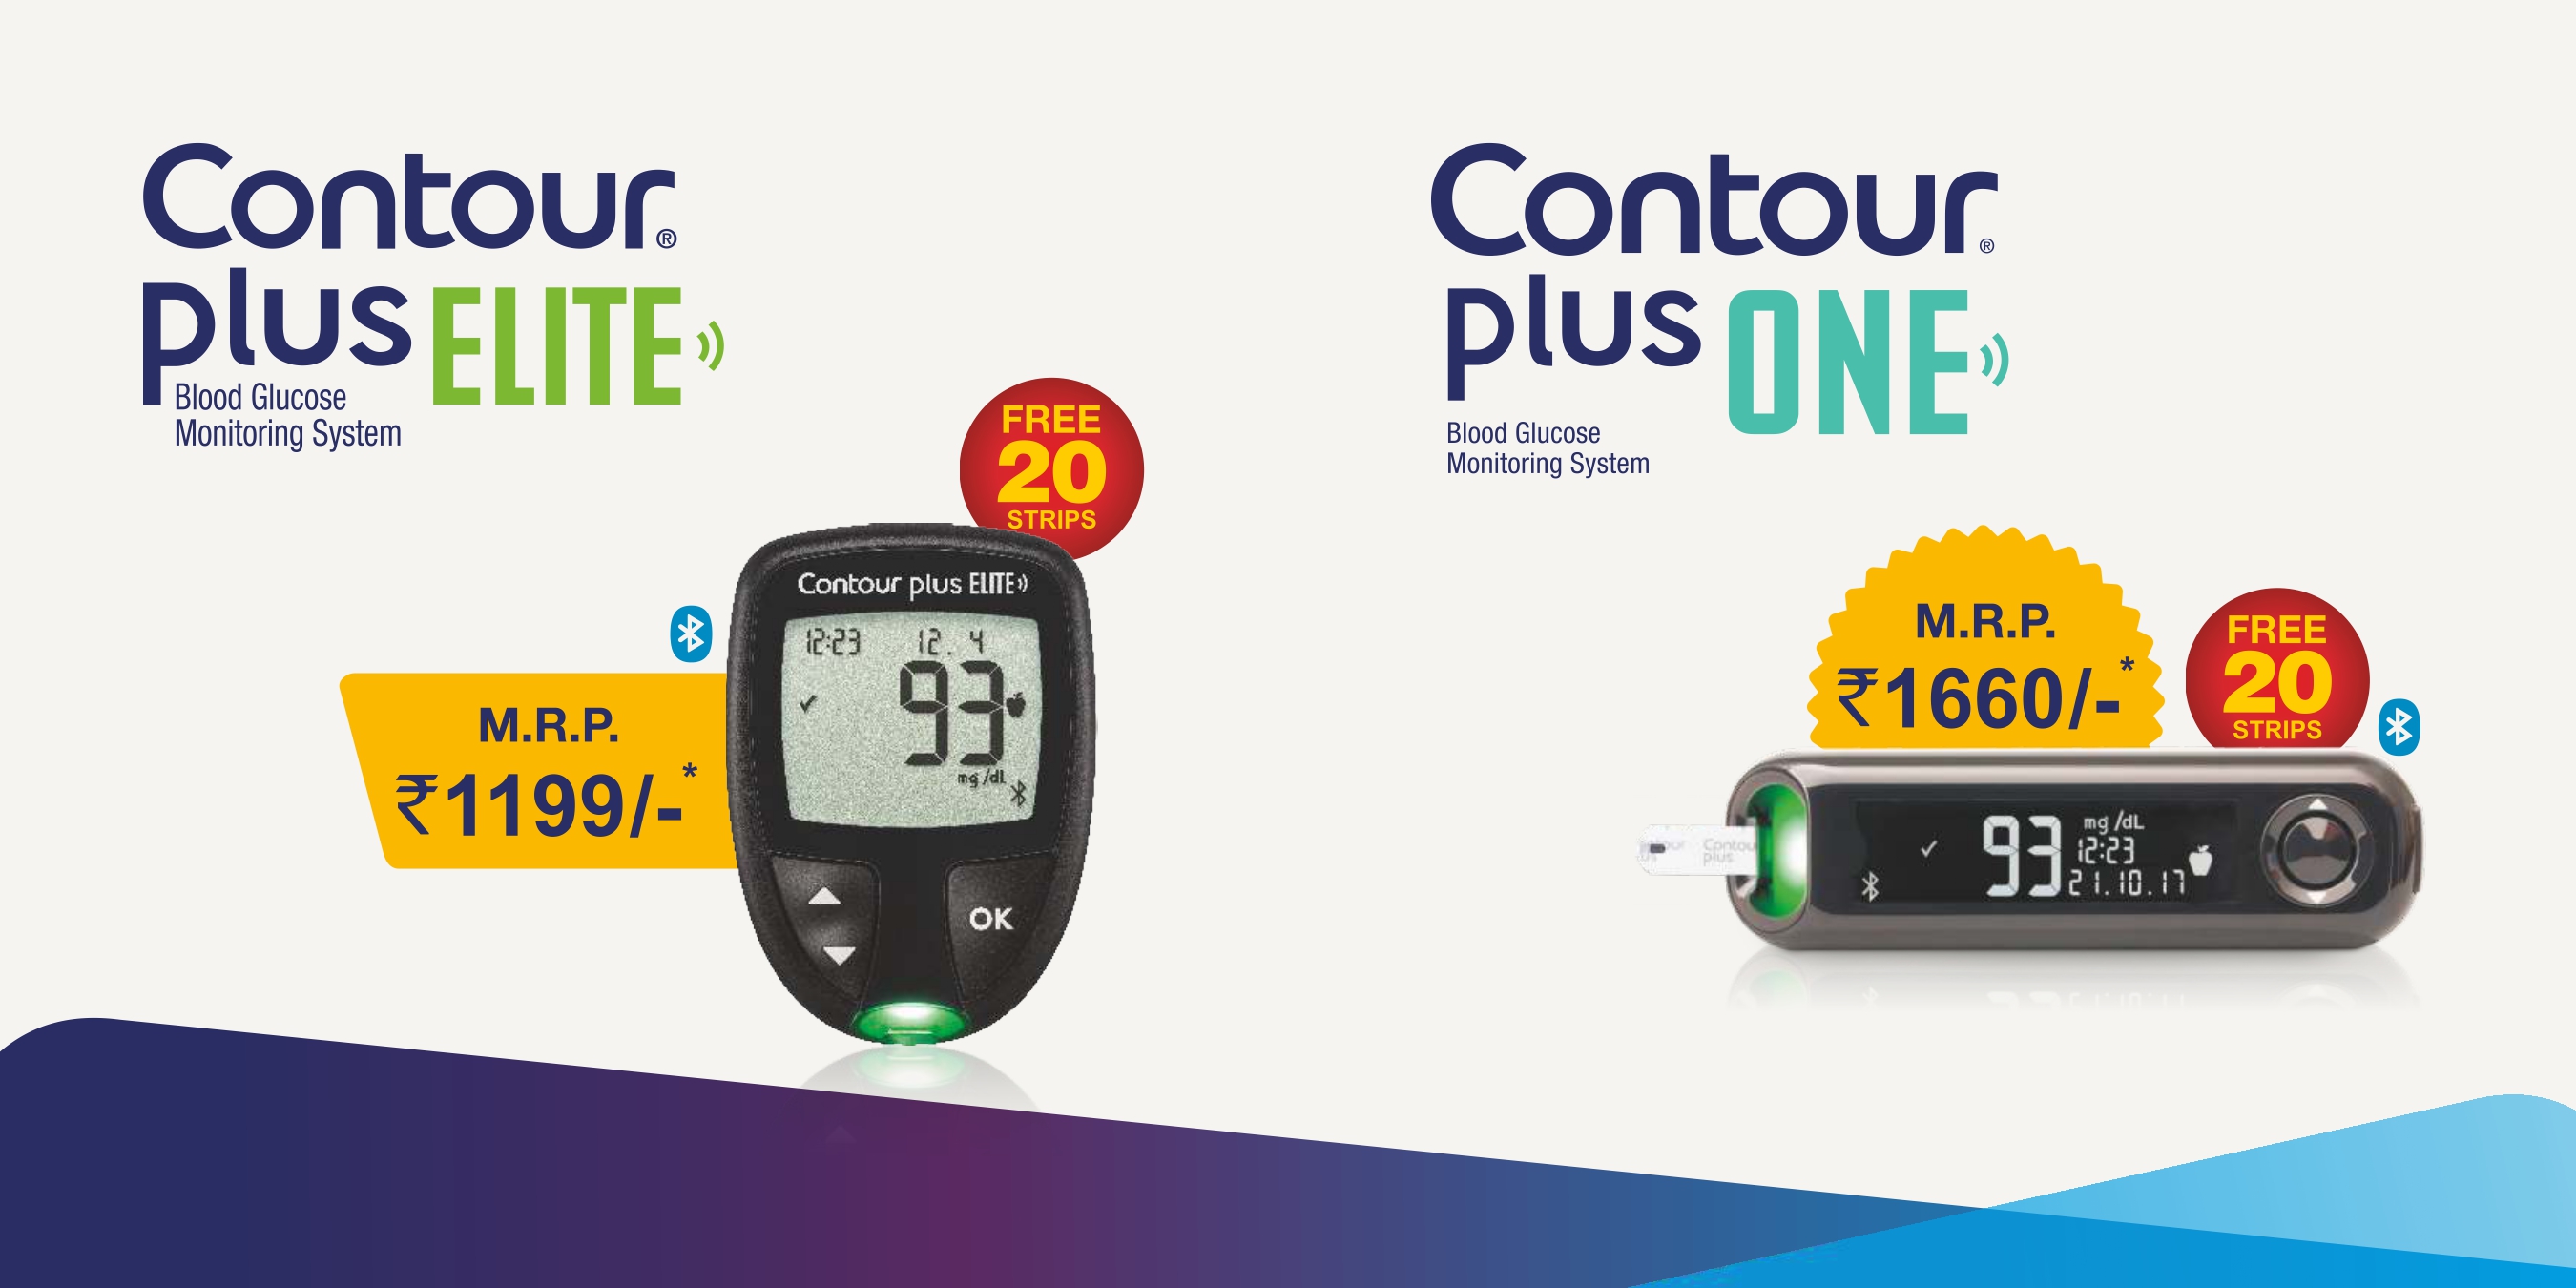 Contour®
plus ELITE
Blood Glucose
Monitoring System
FREE
20
STRIPS
M.R.P.
₹1199/-*
Contour plus ELITE
12:23 12. 4
93
mg/dL
OK
Contour®
plus ONE
Blood Glucose
Monitoring System
M.R.P.
₹1660/-*
FREE
20
STRIPS
Contour
plus
93
mg/dL
12:23
21.10.17